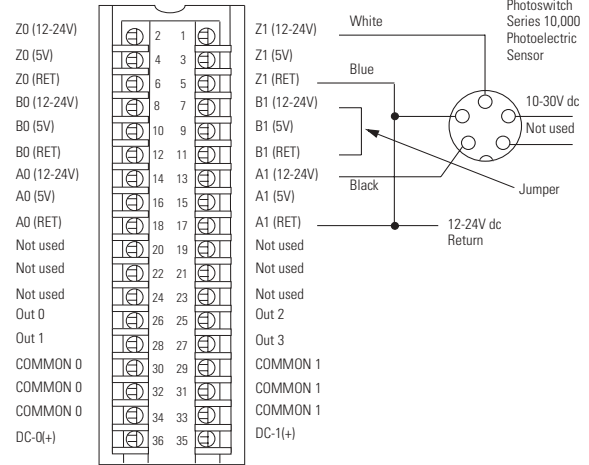 Photoswitch
Series 10,000
Photoelectric
Sensor
Z0 (12-24V) 2 1 Z1 (12-24V) White
Z0 (5V) 4 3 Z1 (5V)
Z0 (RET) 6 5 Z1 (RET) Blue
B0 (12-24V) 8 7 B1 (12-24V) 10-30V dc
B0 (5V) 10 9 B1 (5V) Not used
B0 (RET) 12 11 B1 (RET)
A0 (12-24V) 14 13 A1 (12-24V) Black
A0 (5V) 16 15 A1 (5V) Jumper
A0 (RET) 18 17 A1 (RET) 12-24V dc
Return
Not used 20 19 Not used
Not used 22 21 Not used
Not used 24 23 Not used
Out 0 26 25 Out 2
Out 1 28 27 Out 3
COMMON 0 30 29 COMMON 1
COMMON 0 32 31 COMMON 1
COMMON 0 34 33 COMMON 1
DC-0(+) 36 35 DC-1(+)